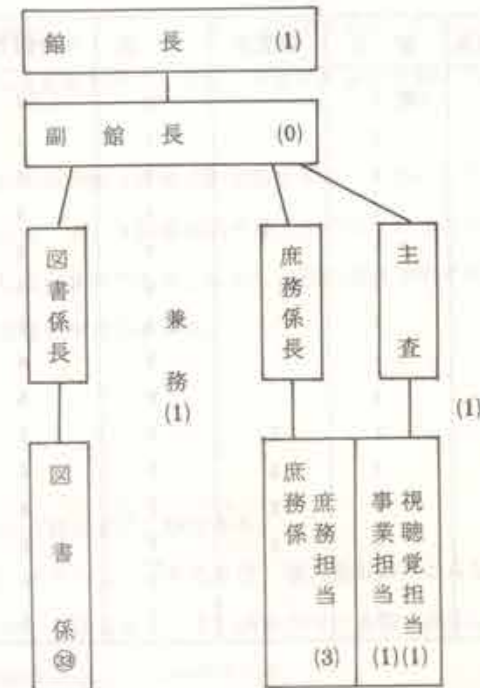 館長 (1)
副館長 (0)
図書係長
兼務
(1)
庶務係長
主査
(1)
図書係
㉝
庶務係
庶務担当
(3)
事業担当
(1)
視聴覚担当
(1)